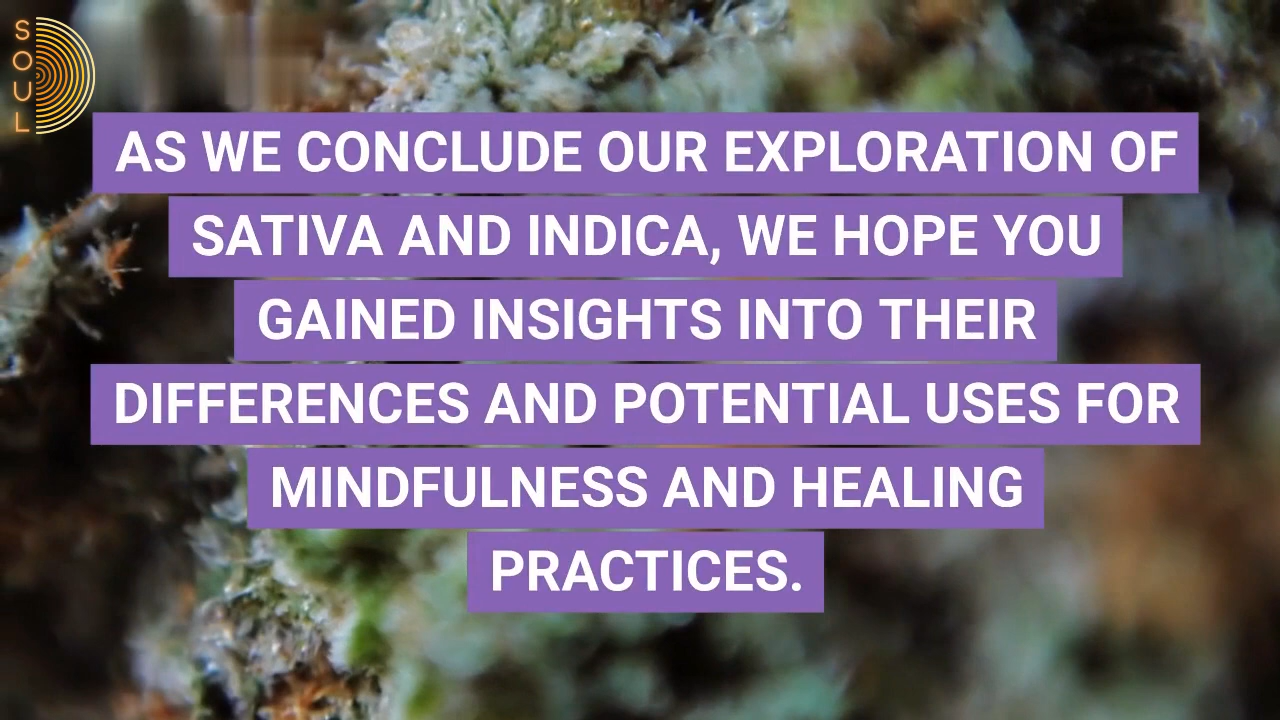 SOUL
AS WE CONCLUDE OUR EXPLORATION OF
SATIVA AND INDICA, WE HOPE YOU
GAINED INSIGHTS INTO THEIR
DIFFERENCES AND POTENTIAL USES FOR
MINDFULNESS AND HEALING
PRACTICES.